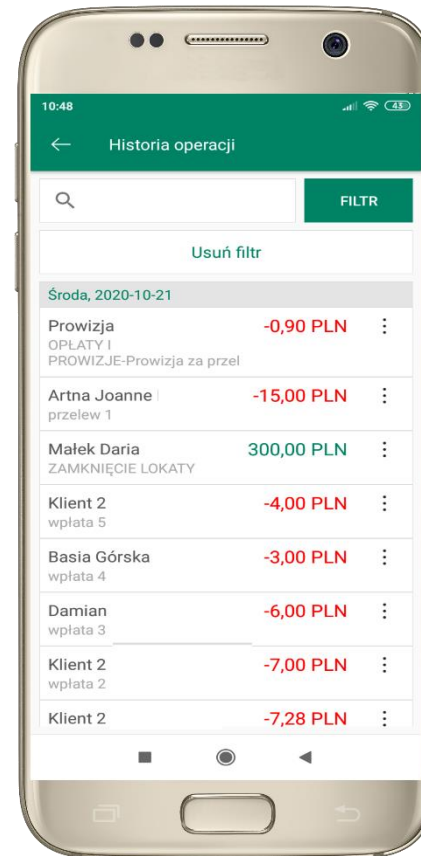 10:48
43
Historia operacji
FILTR
Usuń filtr
Środa, 2020-10-21
Prowizja -0,90 PLN
OPŁATY I
PROWIZJE-Prowizja za przel
Artna Joanne -15,00 PLN
przelew 1
Małek Daria 300,00 PLN
ZAMKNIĘCIE LOKATY
Klient 2 -4,00 PLN
wpłata 5
Basia Górska -3,00 PLN
wpłata 4
Damian -6,00 PLN
wpłata 3
Klient 2 -7,00 PLN
wpłata 2
Klient 2 -7,28 PLN